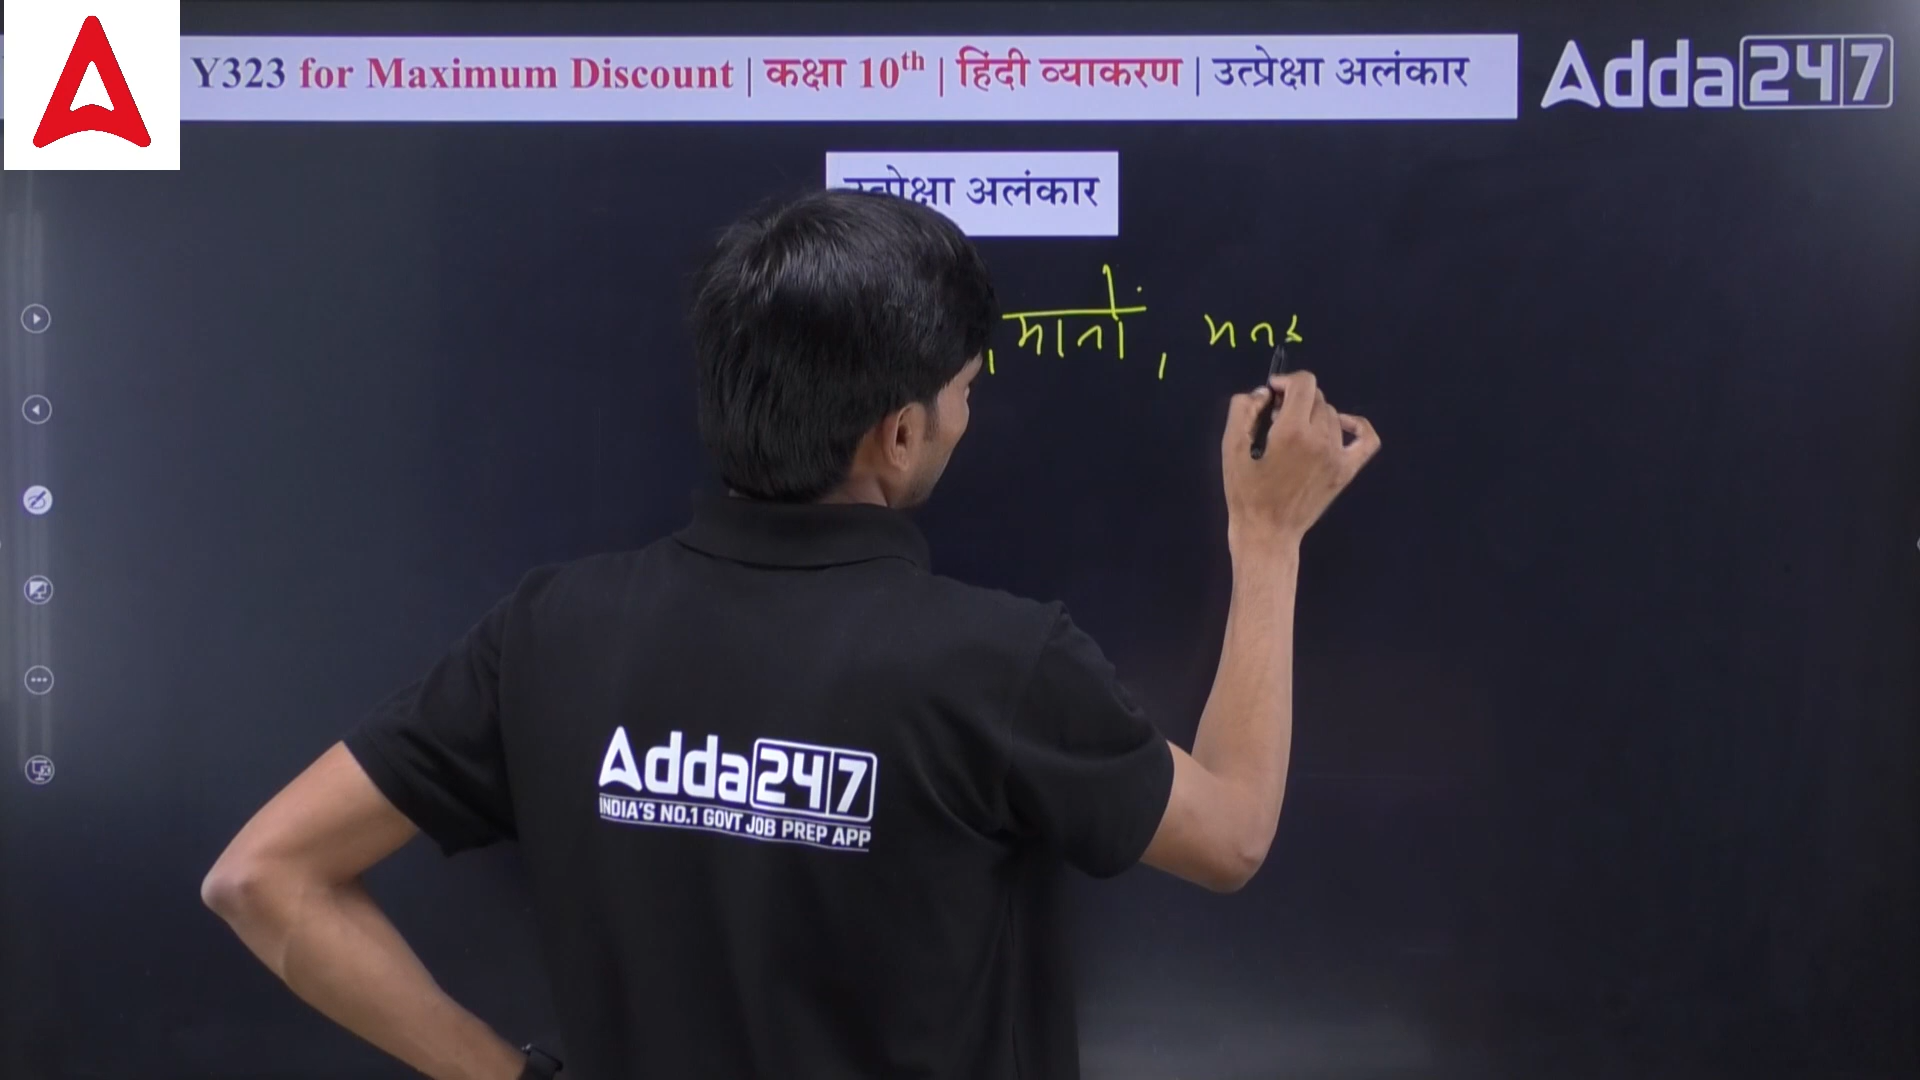 Y323 for Maximum Discount | कक्षा 10th | हिंदी व्याकरण | उत्प्रेक्षा अलंकार
Adda247
उत्प्रेक्षा अलंकार
, मानों ,
Adda247
INDIA'S NO.1 GOVT JOB PREP APP